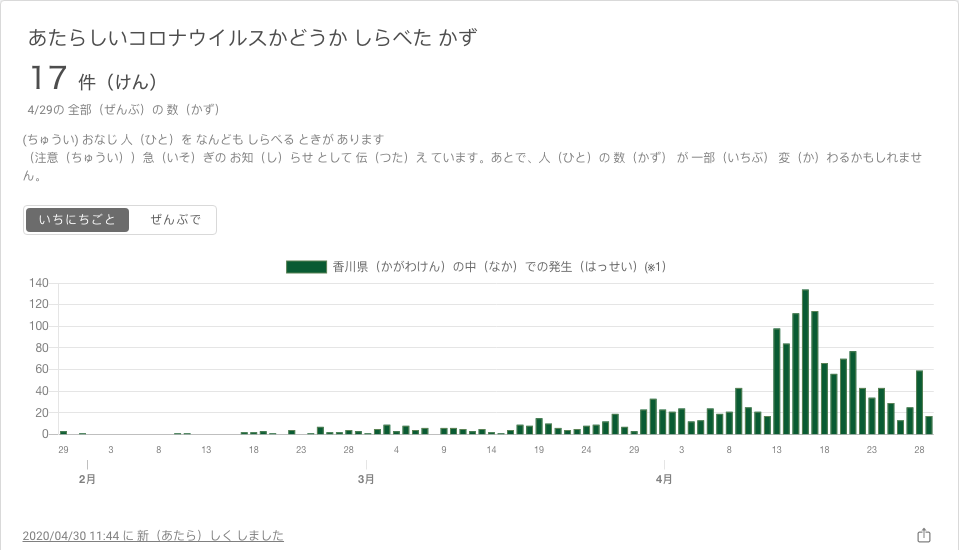 あたらしいコロナウイルスかどうか しらべた かず
17 件（けん）
4/29の 全部（ぜんぶ）の 数（かず）
(ちゅうい) おなじ 人（ひと）を なんども しらべる ときが あります
（注意（ちゅうい））急（いそ）ぎの お知（し）らせ として 伝（つた）え ています。あとで、人（ひと）の 数（かず） が 一部（いちぶ） 変（か）わるかもしれませ
ん。
いちにちごと ぜんぶで
香川県（かがわけん）の中（なか）での発生（はっせい）(※1)
140
120
100
80
60
40
20
0
29 3 8 13 18 23 28 4 9 14 19 24 29 3 8 13 18 23 28
2月 3月 4月
2020/04/30 11:44 に 新（あたら）しく しました